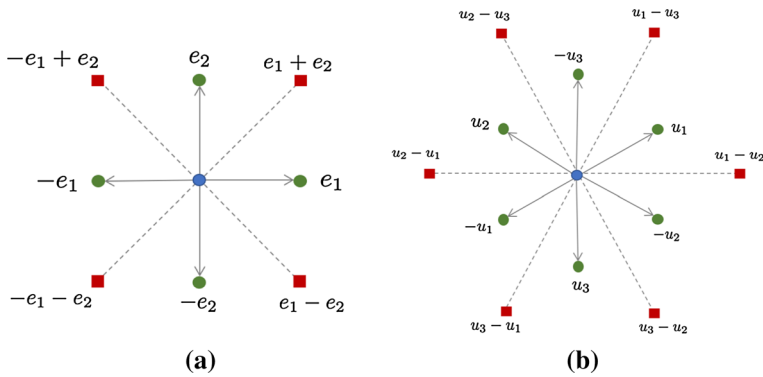 −e₁ + e₂
e₂
e₁ + e₂
−e₁
e₁
−e₁ − e₂
−e₂
e₁ − e₂
(a)
u₂ − u₃
u₁ − u₃
−u₃
u₂
u₁
u₂ − u₁
u₁ − u₂
−u₁
−u₂
u₃
u₃ − u₁
u₃ − u₂
(b)